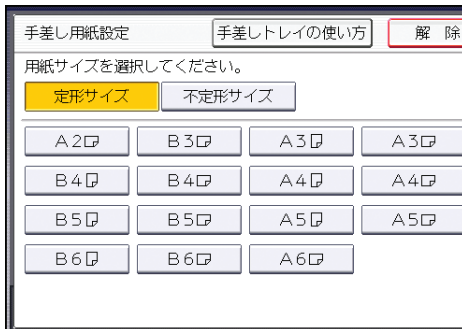 手差し用紙設定 手差しトレイの使い方 解 除
用紙サイズを選択してください。
定形サイズ 不定形サイズ
A2 B3 A3 A3
B4 B4 A4 A4
B5 B5 A5 A5
B6 B6 A6